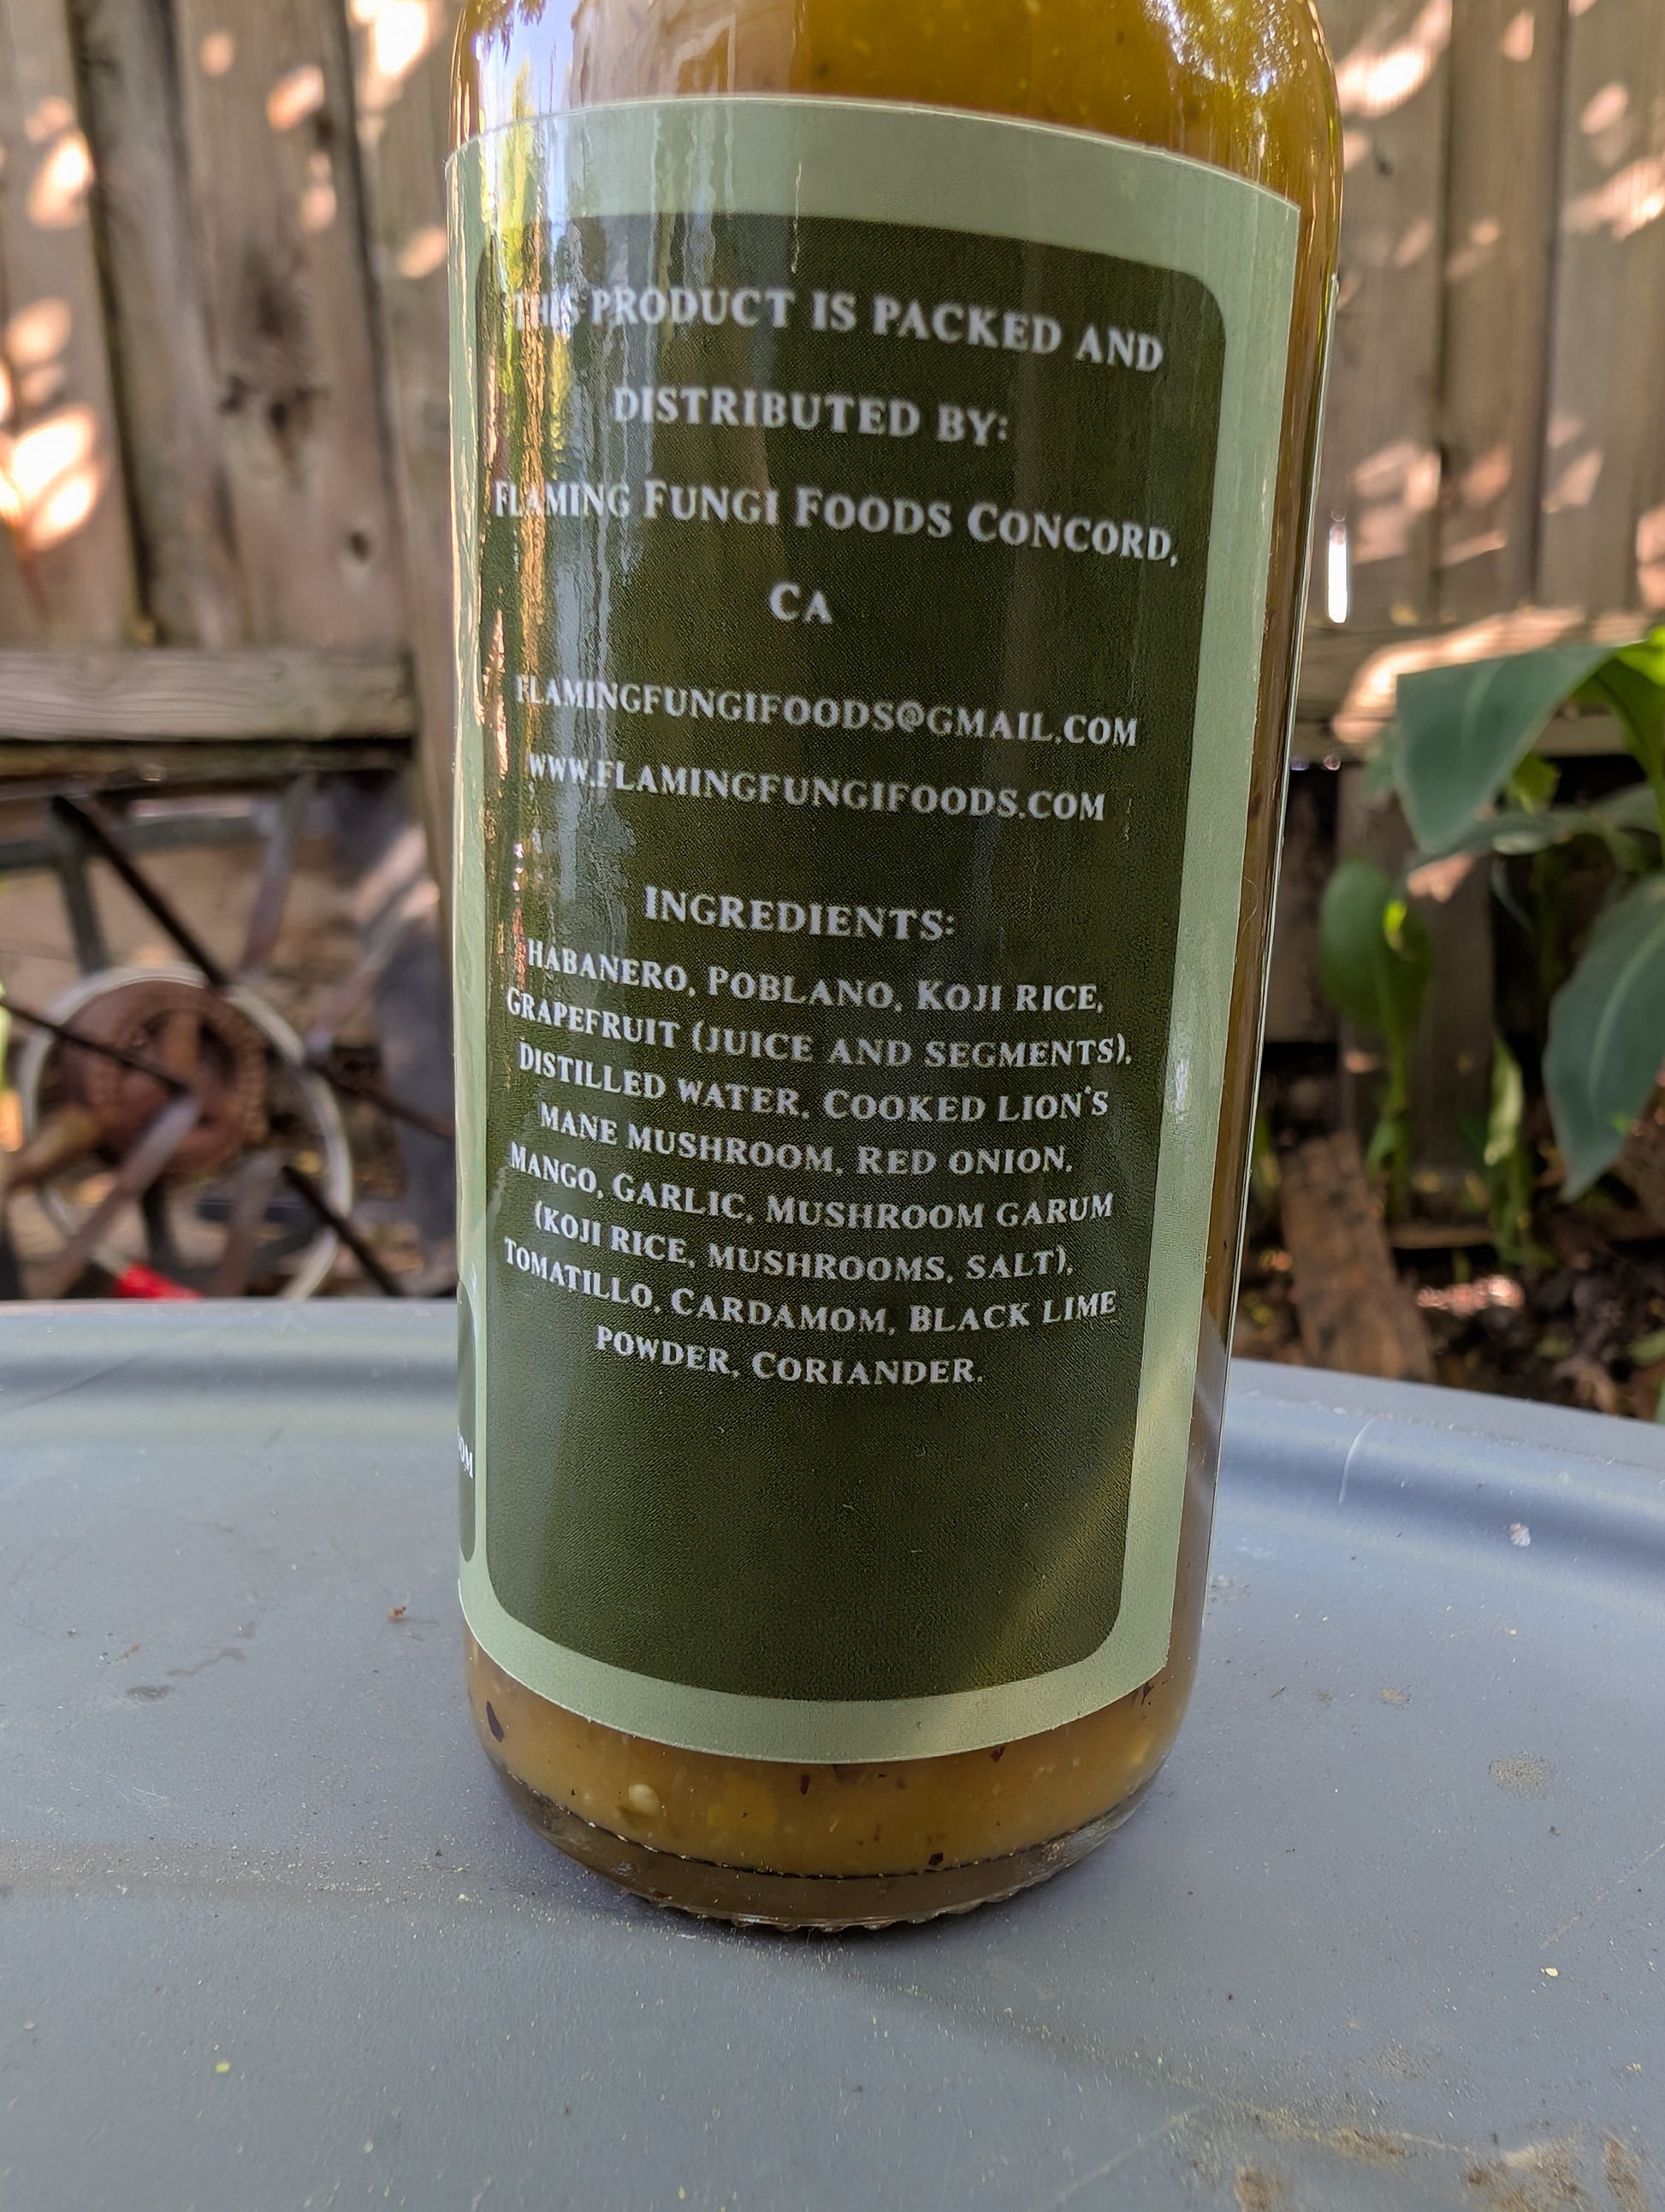 THIS PRODUCT IS PACKED AND
DISTRIBUTED BY:
FLAMING FUNGI FOODS CONCORD,
CA
FLAMINGFUNGIFOODS@GMAIL.COM
WWW.FLAMINGFUNGIFOODS.COM
INGREDIENTS:
HABANERO, POBLANO, KOJI RICE,
GRAPEFRUIT (JUICE AND SEGMENTS),
DISTILLED WATER, COOKED LION'S
MANE MUSHROOM, RED ONION,
MANGO, GARLIC, MUSHROOM GARUM
(KOJI RICE, MUSHROOMS, SALT),
TOMATILLO, CARDAMOM, BLACK LIME
POWDER, CORIANDER.